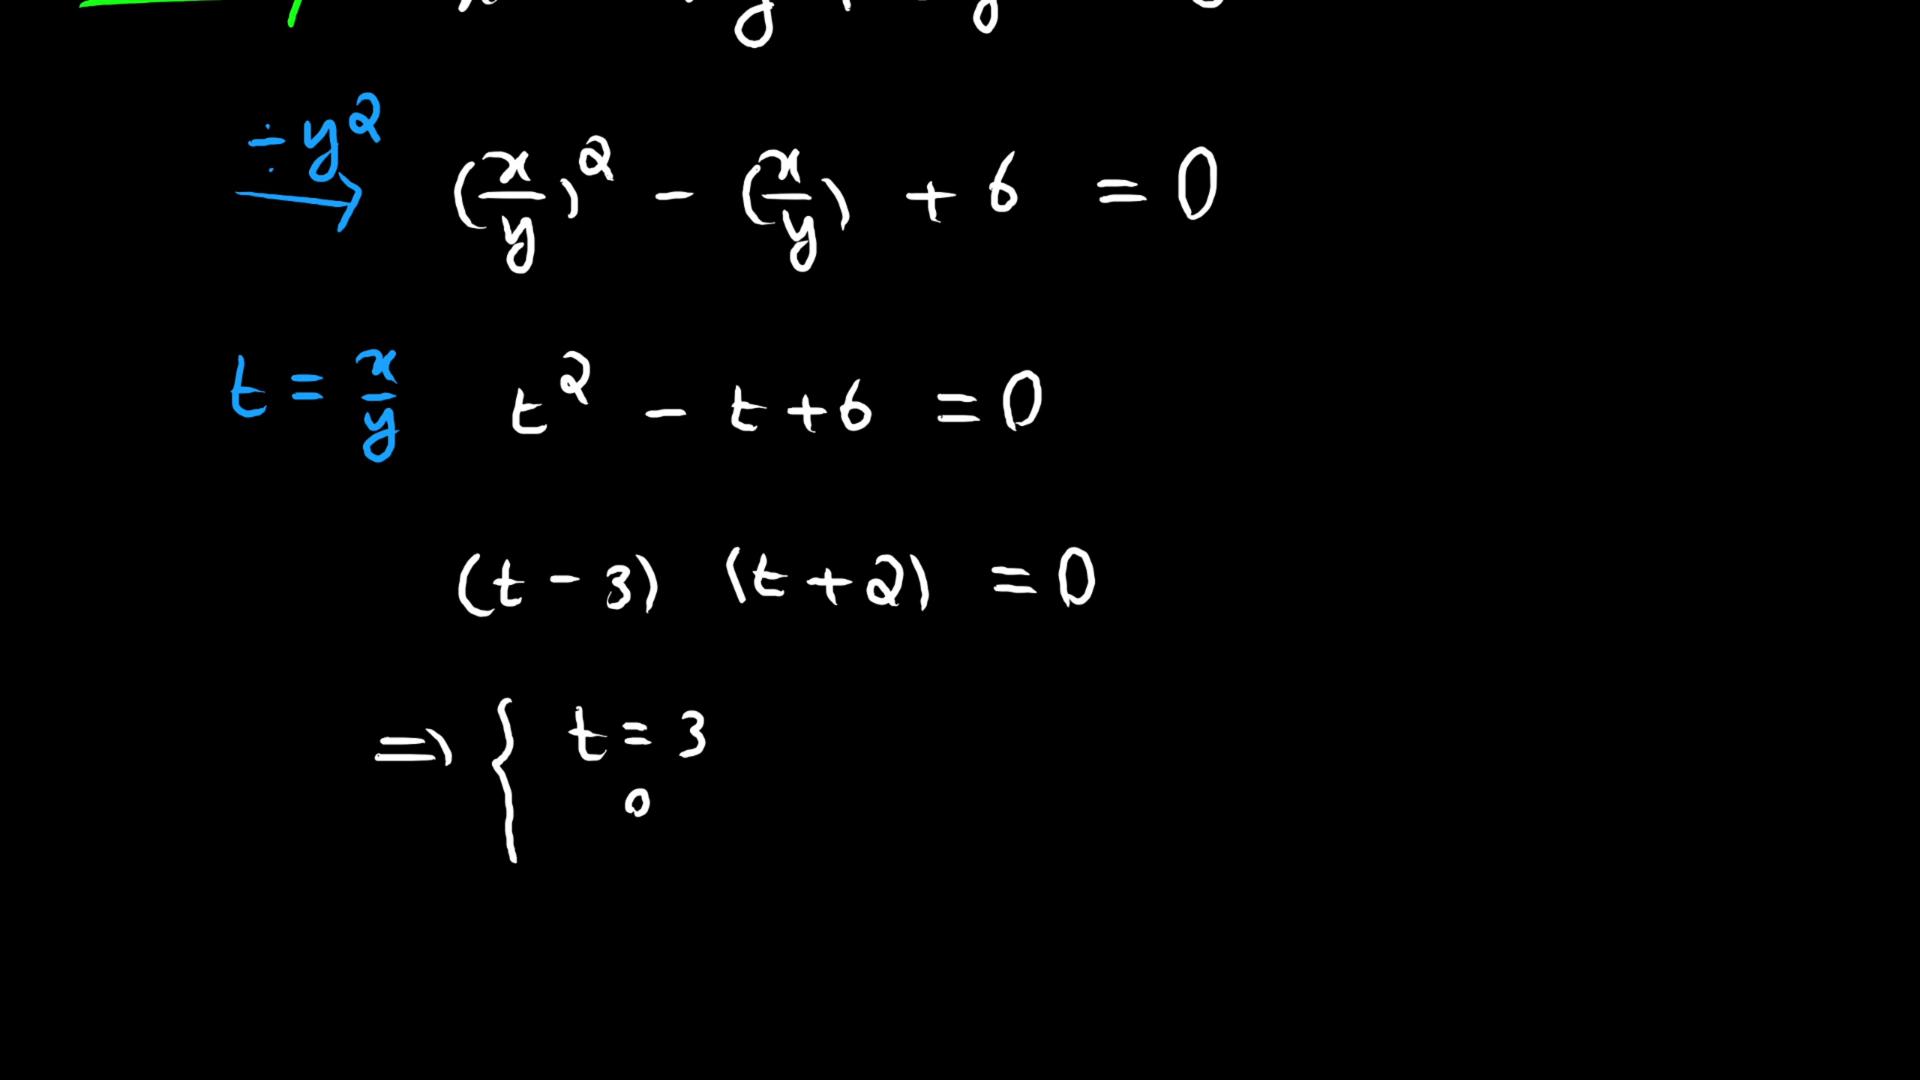 ÷ y²
(x/y)² - (x/y) + 6 = 0
t = x/y t² - t + 6 = 0
(t - 3) (t + 2) = 0
⇒ { t = 3
o